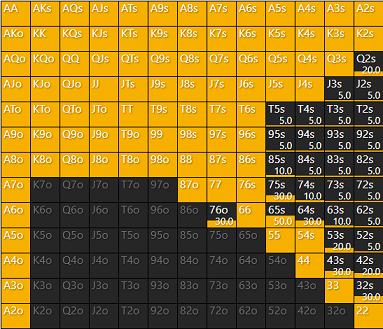 AA AKs AQs AJs ATs A9s A8s A7s A6s A5s A4s A3s A2s
AKo KK KQs KJs KTs K9s K8s K7s K6s K5s K4s K3s K2s
AQo KQo QQ QJs QTs Q9s Q8s Q7s Q6s Q5s Q4s Q3s Q2s
20.0
AJo KJo QJo JJ JTs J9s J8s J7s J6s J5s J4s J3s J2s
5.0 5.0
ATo KTo QTo JTo TT T9s T8s T7s T6s T5s T4s T3s T2s
5.0 5.0 5.0 5.0
A9o K9o Q9o J9o T9o 99 98s 97s 96s 95s 94s 93s 92s
5.0 5.0 5.0 5.0
A8o K8o Q8o J8o T8o 98o 88 87s 86s 85s 84s 83s 82s
10.0 5.0 5.0 5.0
A7o K7o Q7o J7o T7o 97o 87o 77 76s 75s 74s 73s 72s
30.0 10.0 5.0 5.0
A6o K6o Q6o J6o T6o 96o 86o 76o 66 65s 64s 63s 62s
30.0 50.0 30.0 10.0 5.0
A5o K5o Q5o J5o T5o 95o 85o 75o 65o 55 54s 53s 52s
20.0 5.0
A4o K4o Q4o J4o T4o 94o 84o 74o 64o 54o 44 43s 42s
30.0 20.0
A3o K3o Q3o J3o T3o 93o 83o 73o 63o 53o 43o 33 32s
30.0
A2o K2o Q2o J2o T2o 92o 82o 72o 62o 52o 42o 32o 22